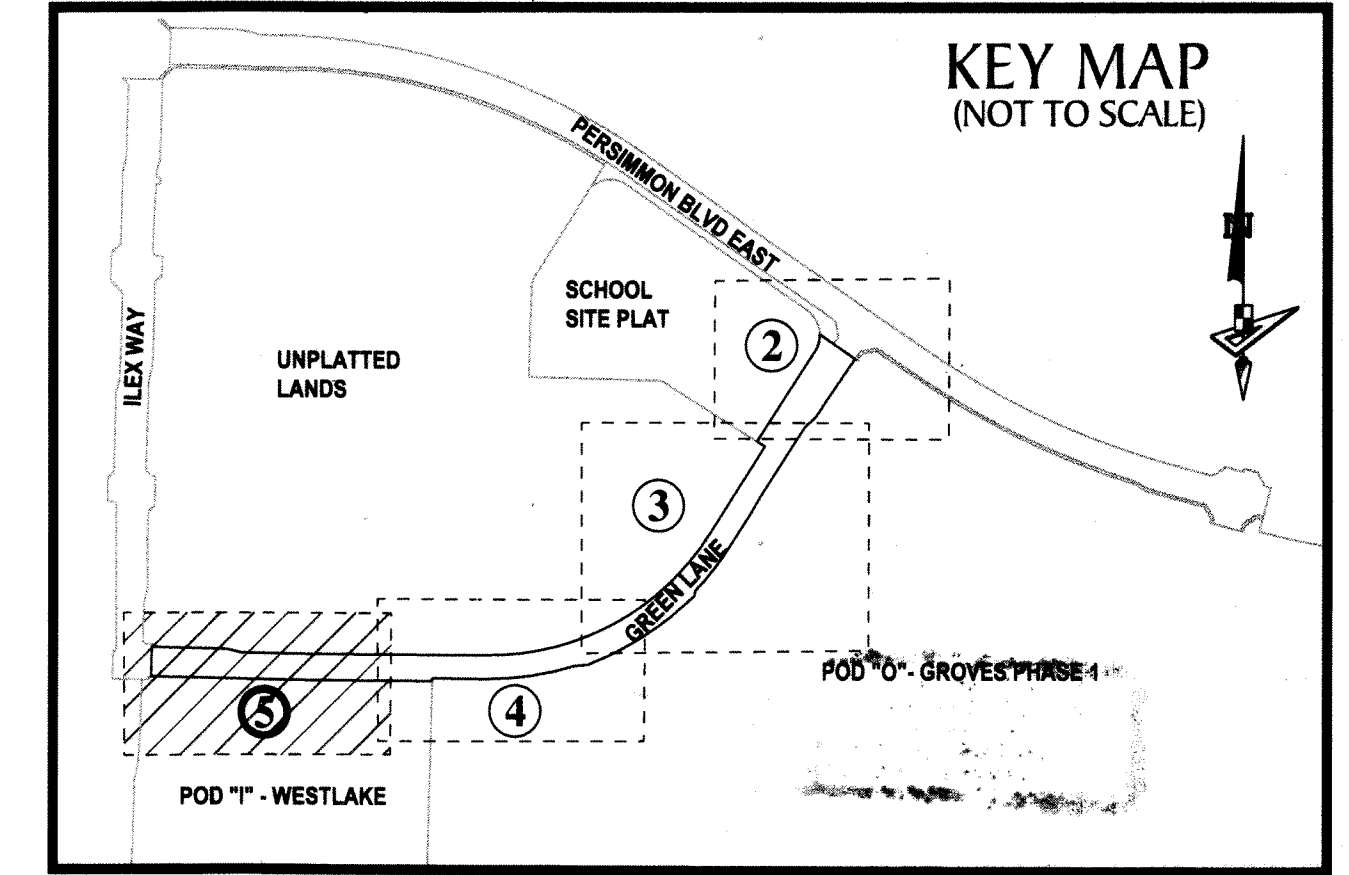 KEY MAP
(NOT TO SCALE)
N
PERSIMMON BLVD EAST
SCHOOL
SITE PLAT
2
UNPLATTED
LANDS
ILEX WAY
3
GREEN LANE
POD "O"- GROVES PHASE 1
5
4
POD "I" - WESTLAKE